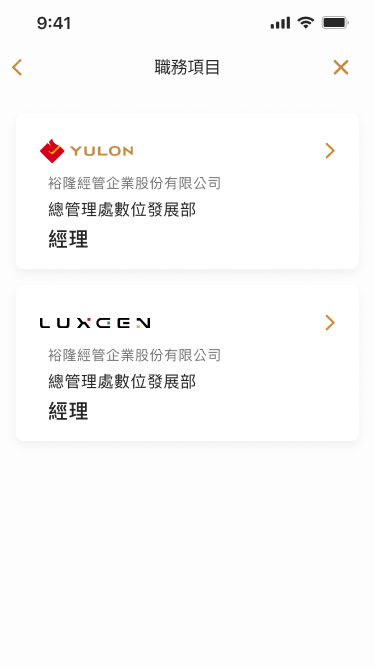 9:41
職務項目
YULON
裕隆經管企業股份有限公司
總管理處數位發展部
經理
LUXGEN
裕隆經管企業股份有限公司
總管理處數位發展部
經理